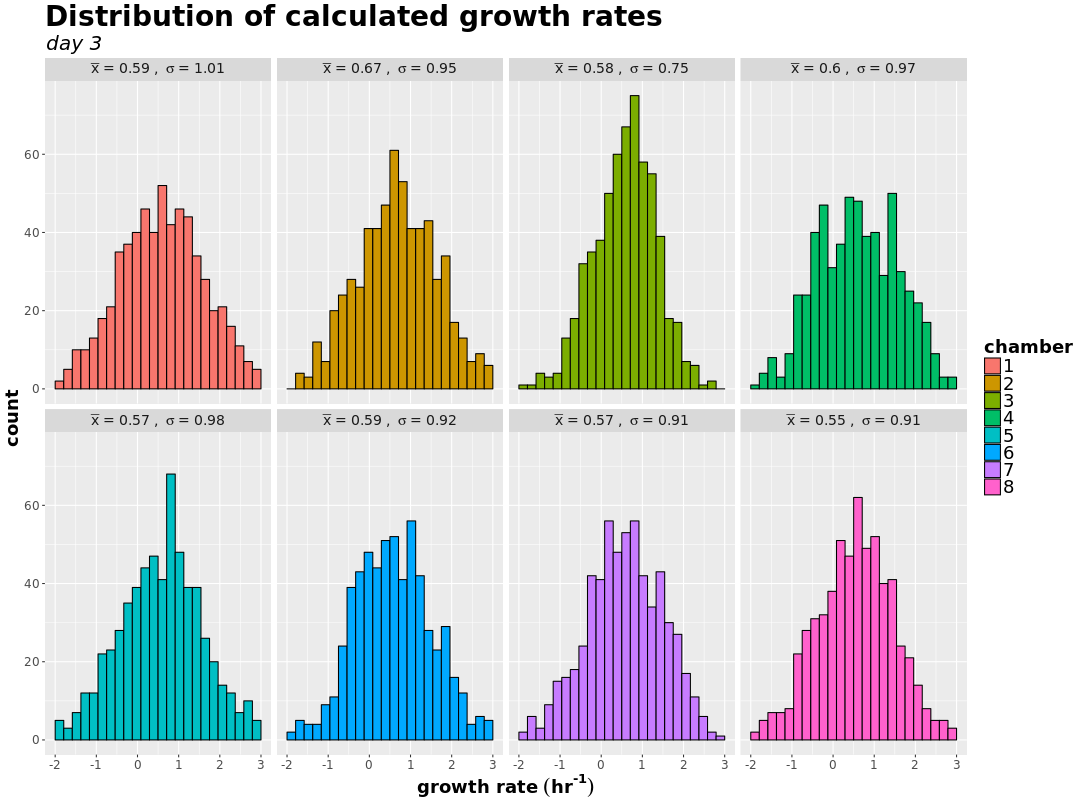 Distribution of calculated growth rates
day 3
x̅ = 0.59 , σ = 1.01
x̅ = 0.67 , σ = 0.95
x̅ = 0.58 , σ = 0.75
x̅ = 0.6 , σ = 0.97
60
40
20
0
x̅ = 0.57 , σ = 0.98
x̅ = 0.59 , σ = 0.92
x̅ = 0.57 , σ = 0.91
x̅ = 0.55 , σ = 0.91
60
40
20
0
-2 -1 0 1 2 3
-2 -1 0 1 2 3
-2 -1 0 1 2 3
-2 -1 0 1 2 3
growth rate (hr⁻¹)
count
chamber
1
2
3
4
5
6
7
8